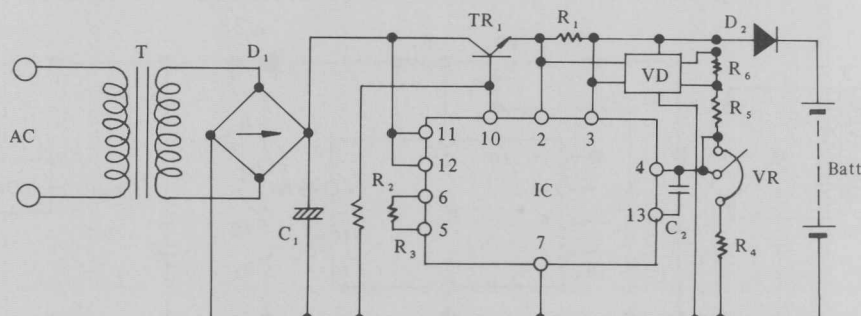 TR₁ R₁ D₂
T D₁
VD R₆
R₅
AC 11 10 2 3
12 4 VR Batt
R₂ 6 IC
C₁ 5 13 C₂
R₃ 7 R₄